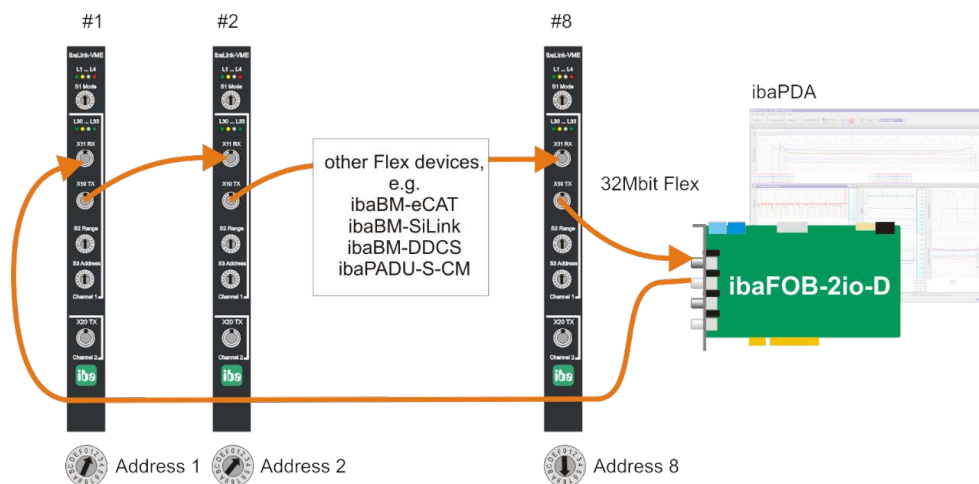 #1
#2
#8
ibaLink-VME
L1 ... L4
S1 Mode
L30 ... L33
X11 RX
X10 TX
S2 Range
S3 Address
Channel 1
X20 TX
Channel 2
iba
ibaLink-VME
L1 ... L4
S1 Mode
L30 ... L33
X11 RX
X10 TX
S2 Range
S3 Address
Channel 1
X20 TX
Channel 2
iba
other Flex devices,
e.g.
ibaBM-eCAT
ibaBM-SiLink
ibaBM-DDCS
ibaPADU-S-CM
ibaLink-VME
L1 ... L4
S1 Mode
L30 ... L33
X11 RX
X10 TX
S2 Range
S3 Address
Channel 1
X20 TX
Channel 2
iba
32Mbit Flex
ibaPDA
ibaFOB-2io-D
Address 1
Address 2
Address 8